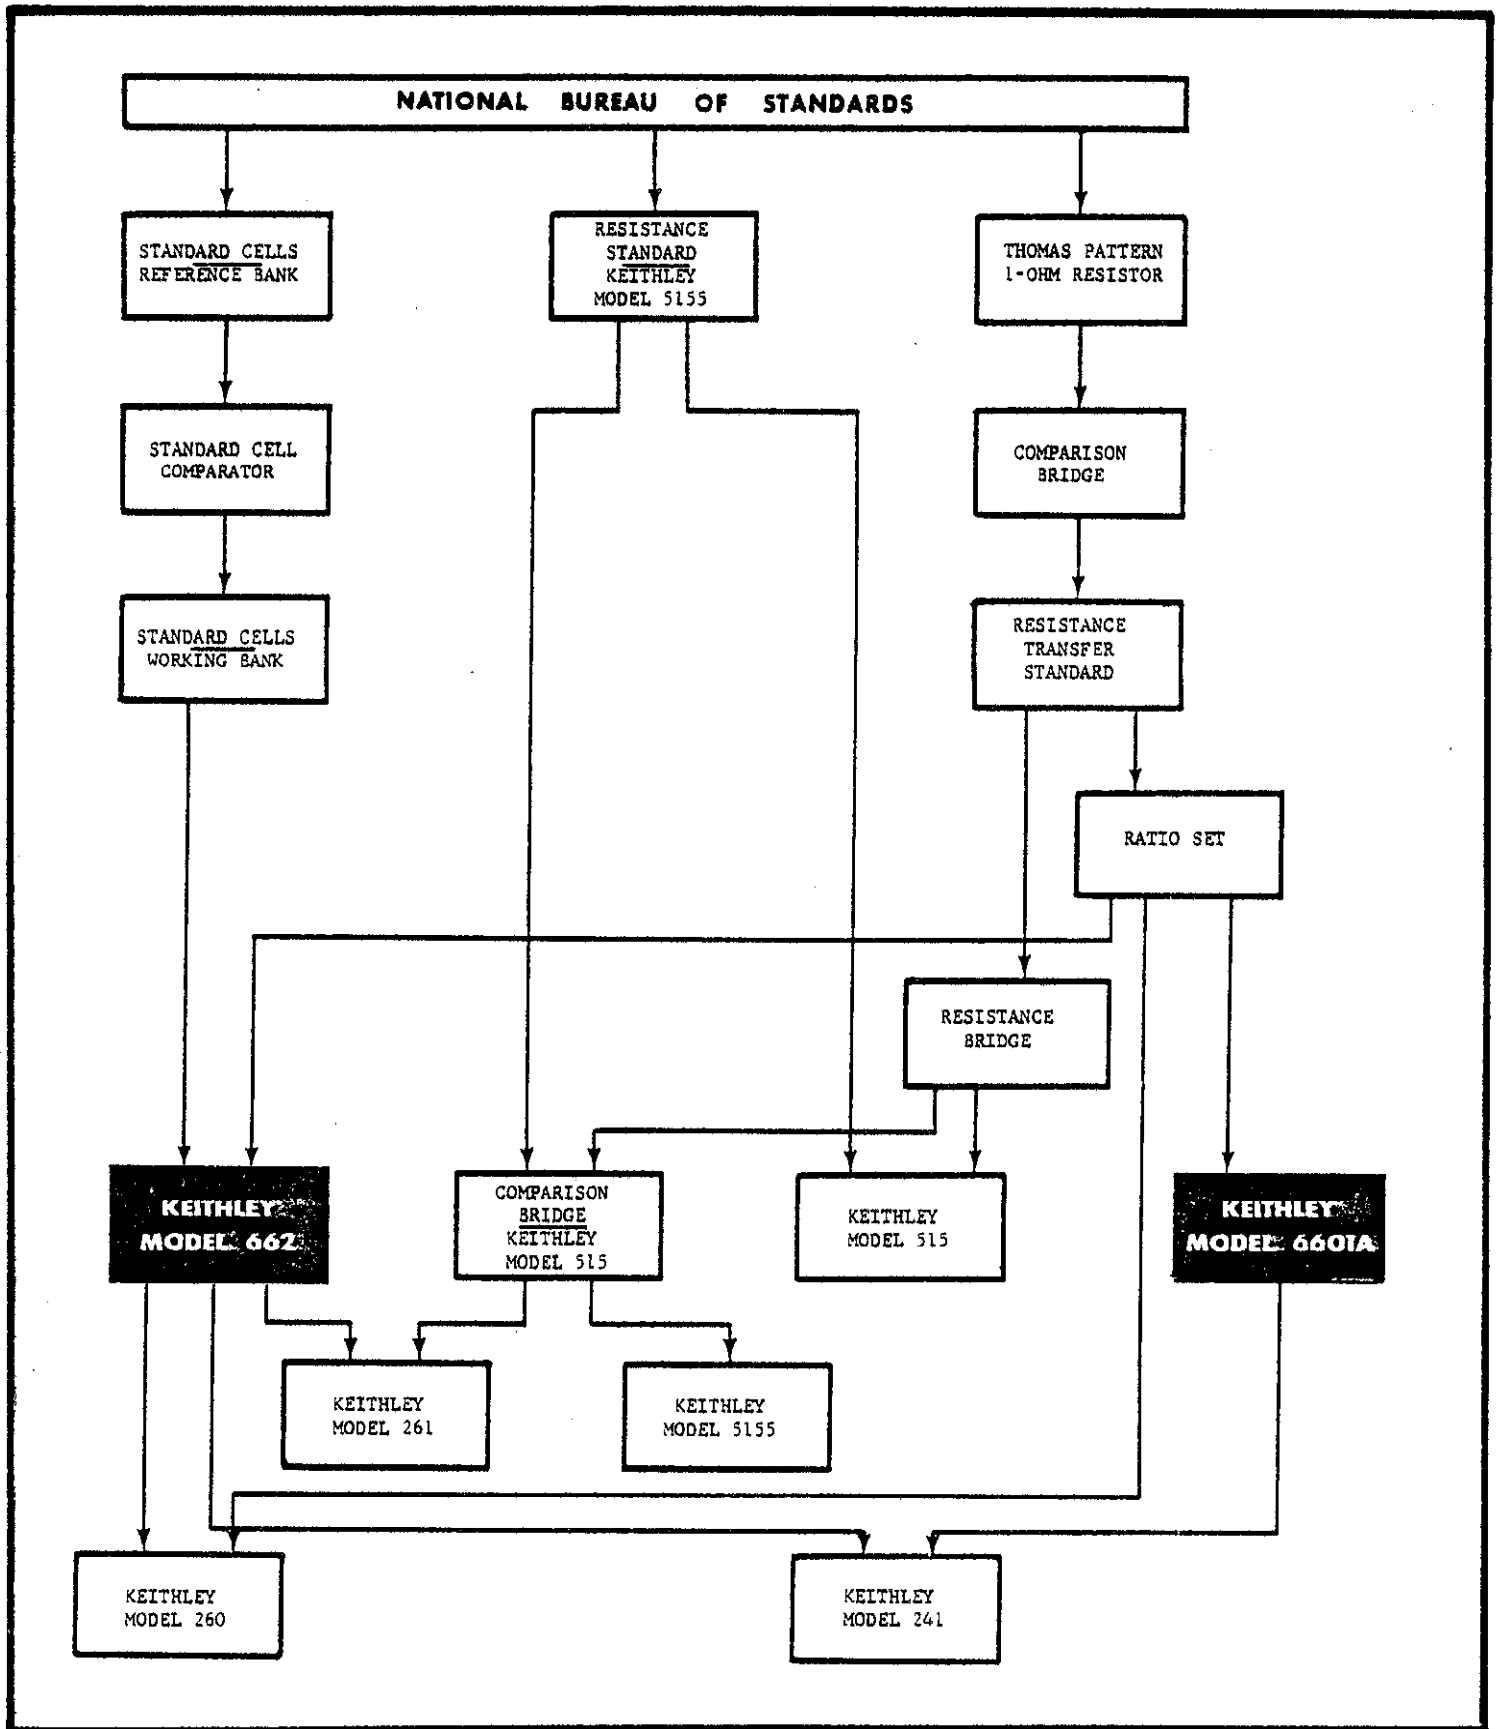 NATIONAL BUREAU OF STANDARDS
STANDARD CELLS
REFERENCE BANK
RESISTANCE
STANDARD
KEITHLEY
MODEL 5155
THOMAS PATTERN
1-OHM RESISTOR
STANDARD CELL
COMPARATOR
COMPARISON
BRIDGE
STANDARD CELLS
WORKING BANK
RESISTANCE
TRANSFER
STANDARD
RATIO SET
RESISTANCE
BRIDGE
KEITHLEY
MODEL 662
COMPARISON
BRIDGE
KEITHLEY
MODEL 515
KEITHLEY
MODEL 515
KEITHLEY
MODEL 6601A
KEITHLEY
MODEL 261
KEITHLEY
MODEL 5155
KEITHLEY
MODEL 260
KEITHLEY
MODEL 241